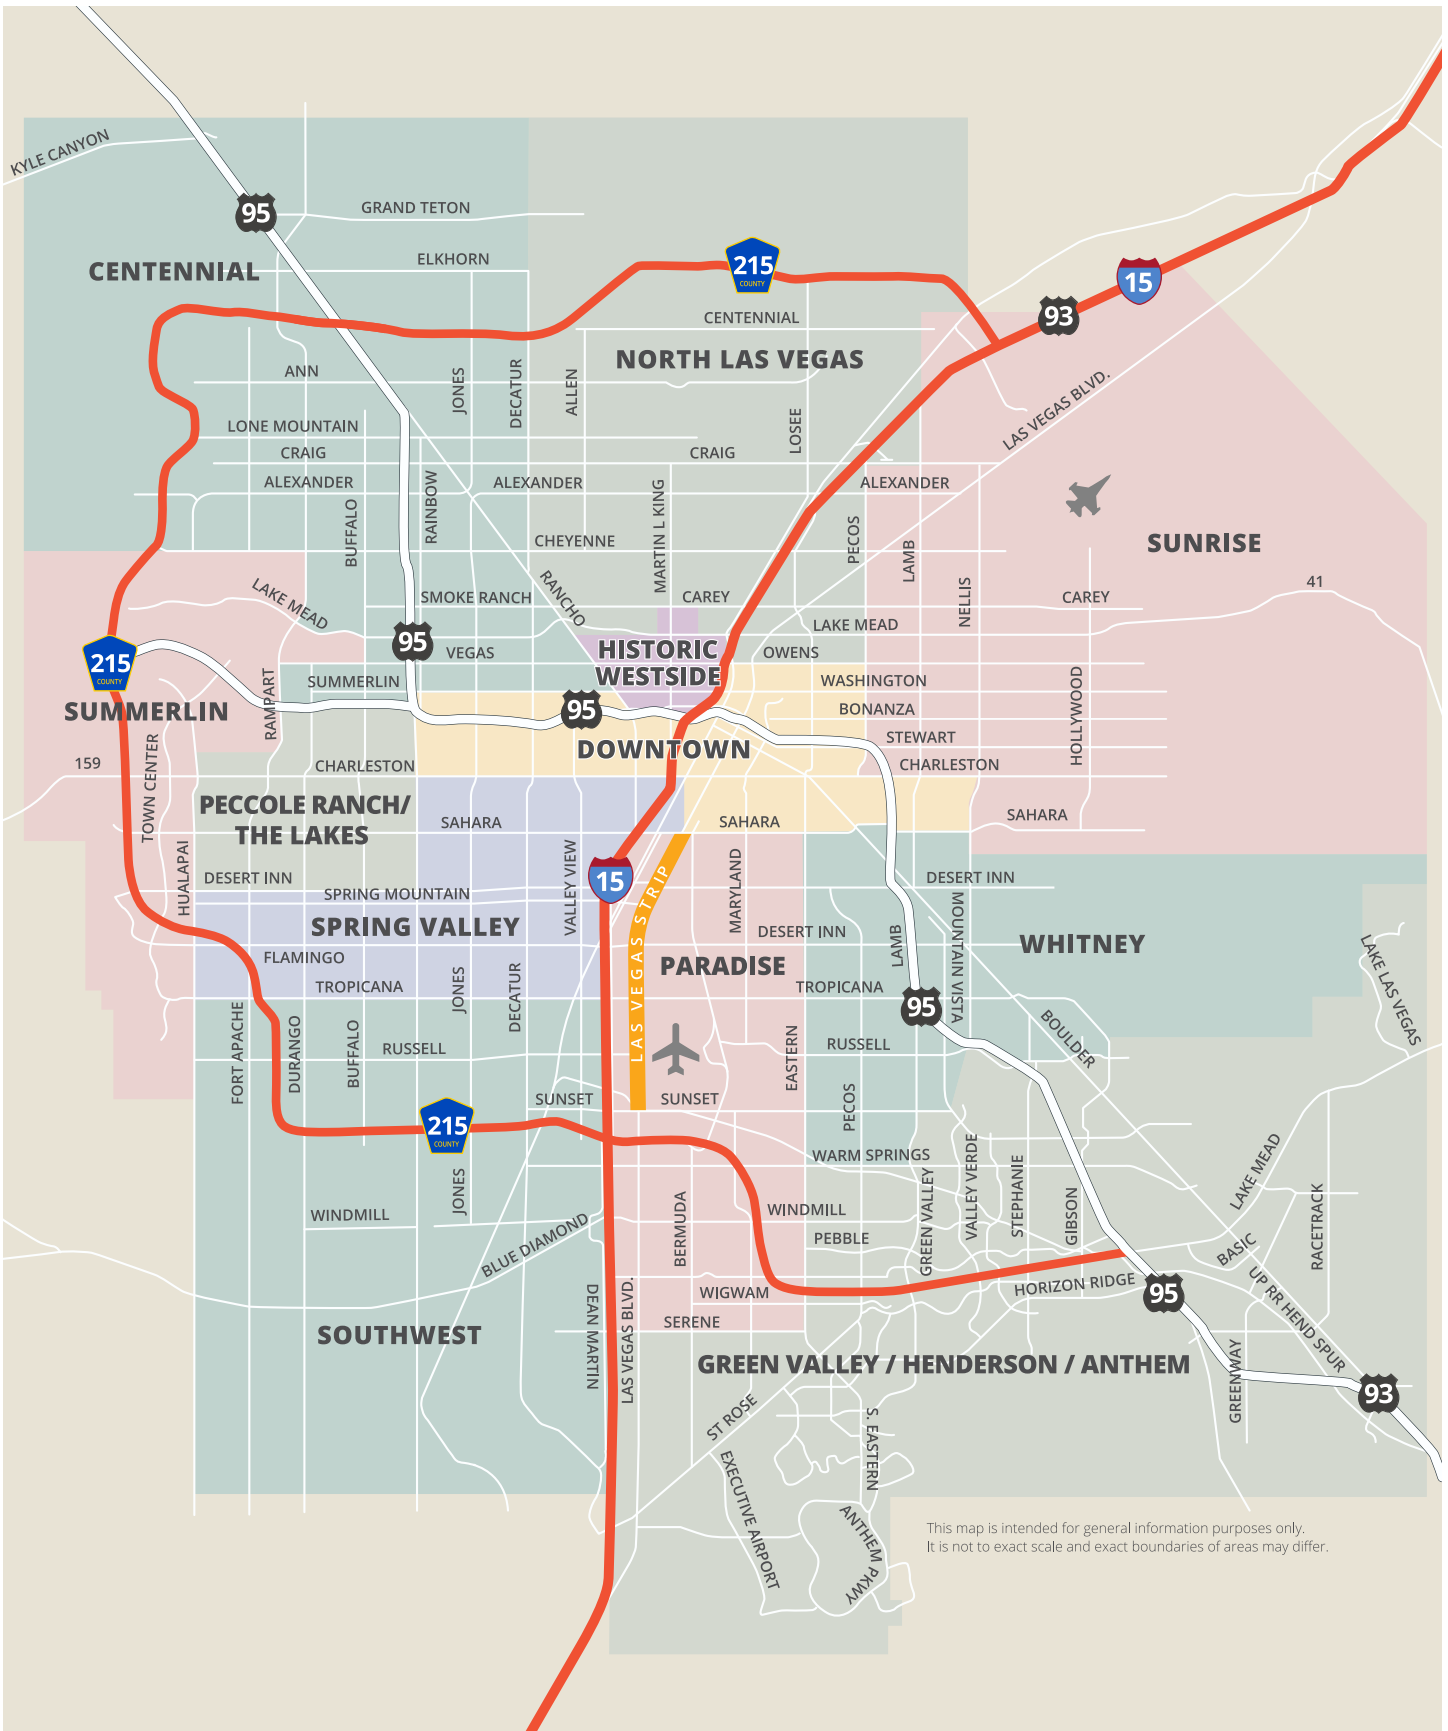 KYLE CANYON
95
GRAND TETON
CENTENNIAL
ELKHORN
215
COUNTY
15
93
CENTENNIAL
NORTH LAS VEGAS
ANN
JONES
DECATUR
ALLEN
LAS VEGAS BLVD.
LONE MOUNTAIN
LOSEE
CRAIG
CRAIG
ALEXANDER
ALEXANDER
ALEXANDER
BUFFALO
RAINBOW
MARTIN L KING
PECOS
LAMB
CHEYENNE
SUNRISE
LAKE MEAD
SMOKE RANCH
RANCHO
CAREY
NELLIS
CAREY
41
LAKE MEAD
95
VEGAS
HISTORIC
WESTSIDE
OWENS
215
COUNTY
SUMMERLIN
SUMMERLIN
RAMPART
95
WASHINGTON
BONANZA
HOLLYWOOD
STEWART
DOWNTOWN
159
TOWN CENTER
CHARLESTON
CHARLESTON
PECCOLE RANCH/
THE LAKES
SAHARA
SAHARA
SAHARA
HUALAPAI
VALLEY VIEW
15
LAS VEGAS STRIP
MARYLAND
DESERT INN
DESERT INN
SPRING MOUNTAIN
SPRING VALLEY
DESERT INN
LAMB
MOUNTAIN VISTA
WHITNEY
LAKE LAS VEGAS
FLAMINGO
PARADISE
TROPICANA
JONES
DECATUR
TROPICANA
95
BOULDER
FORT APACHE
DURANGO
BUFFALO
RUSSELL
EASTERN
RUSSELL
SUNSET
SUNSET
PECOS
215
COUNTY
WARM SPRINGS
JONES
GREEN VALLEY
VALLEY VERDE
STEPHANIE
GIBSON
LAKE MEAD
RACETRACK
WINDMILL
BLUE DIAMOND
BERMUDA
WINDMILL
PEBBLE
BASIC
WIGWAM
HORIZON RIDGE
95
UP RR HEND SPUR
DEAN MARTIN
LAS VEGAS BLVD.
SERENE
SOUTHWEST
GREEN VALLEY / HENDERSON / ANTHEM
GREENWAY
93
ST ROSE
S. EASTERN
EXECUTIVE AIRPORT
ANTHEM PKWY
This map is intended for general information purposes only.
It is not to exact scale and exact boundaries of areas may differ.